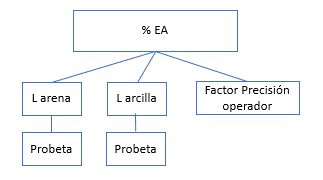 % EA
L arena
L arcilla
Factor Precisión
operador
Probeta
Probeta